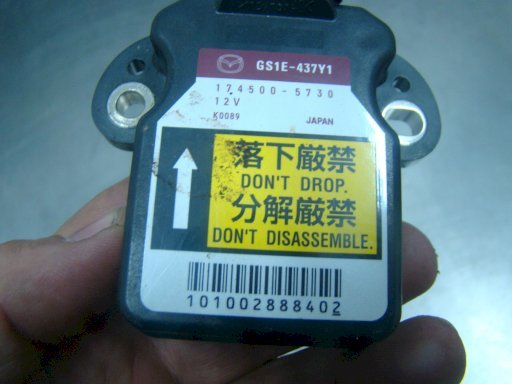 GS1E-437Y1
174500-5730
12V
K0089 JAPAN
落下厳禁
DON'T DROP.
分解厳禁
DON'T DISASSEMBLE.
101002888402